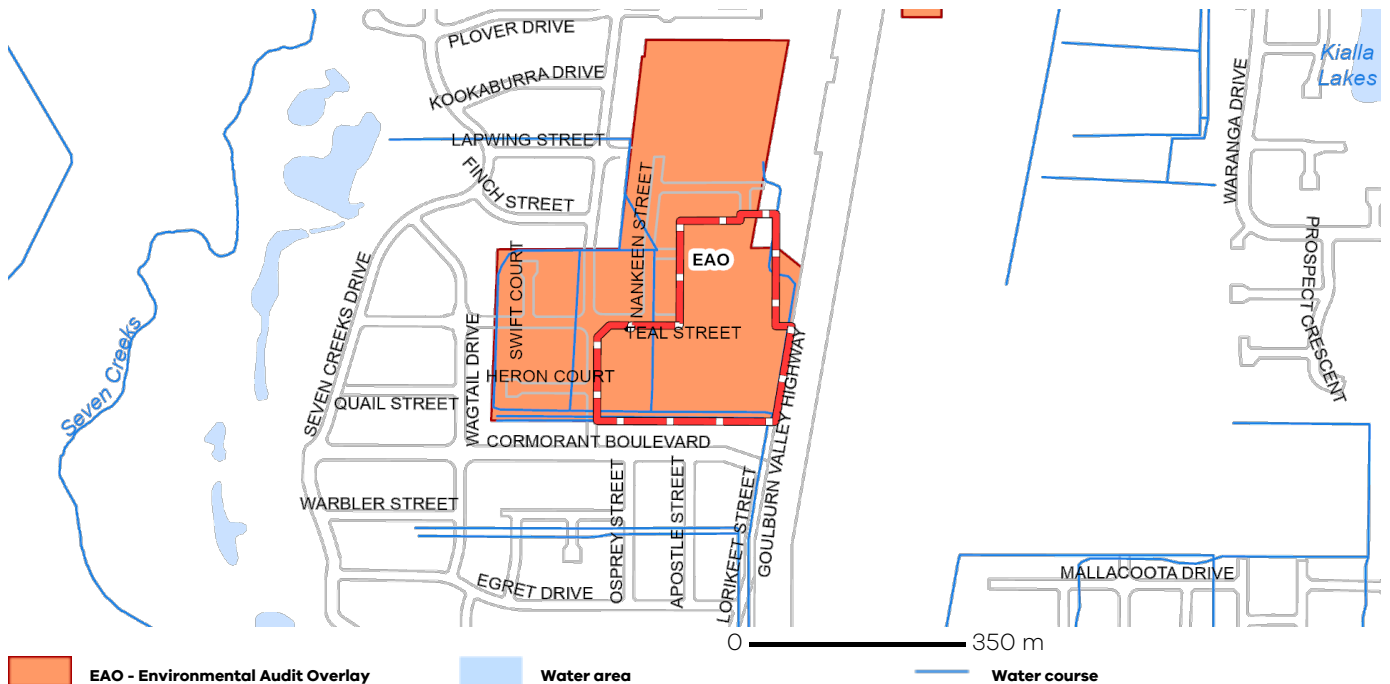 PLOVER DRIVE
Kialla
Lakes
KOOKABURRA DRIVE
WARANGA DRIVE
LAPWING STREET
FINCH STREET
NANKEEN STREET
PROSPECT CRESCENT
SWIFT COURT
EAO
SEVEN CREEKS DRIVE
WAGTAIL DRIVE
TEAL STREET
Seven Creeks
HERON COURT
GOULBURN VALLEY HIGHWAY
QUAIL STREET
CORMORANT BOULEVARD
WARBLER STREET
OSPREY STREET
APOSTLE STREET
LORIKEET STREET
EGRET DRIVE
MALLACOOTA DRIVE
0 350 m
EAO - Environmental Audit Overlay
Water area
Water course